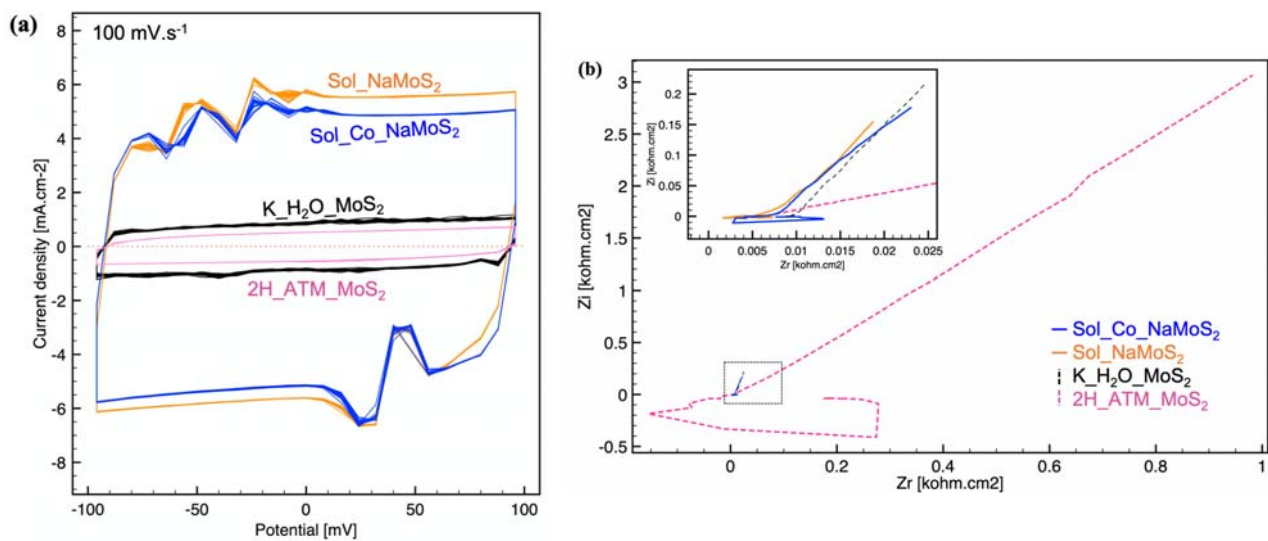 (a)
100 mV.s⁻¹
Sol_NaMoS₂
Sol_Co_NaMoS₂
K_H₂O_MoS₂
2H_ATM_MoS₂
Current density [mA.cm-2]
8
6
4
2
0
-2
-4
-6
-8
-100
-50
0
50
100
Potential [mV]
(b)
Zi [kohm.cm2]
3
2.5
2
1.5
1
0.5
0
-0.5
0
0.2
0.4
0.6
0.8
1
Zr [kohm.cm2]
Zi [kohm.cm2]
0.2
0.15
0.1
0.05
0
0
0.005
0.01
0.015
0.02
0.025
Zr [kohm.cm2]
Sol_Co_NaMoS₂
Sol_NaMoS₂
K_H₂O_MoS₂
2H_ATM_MoS₂